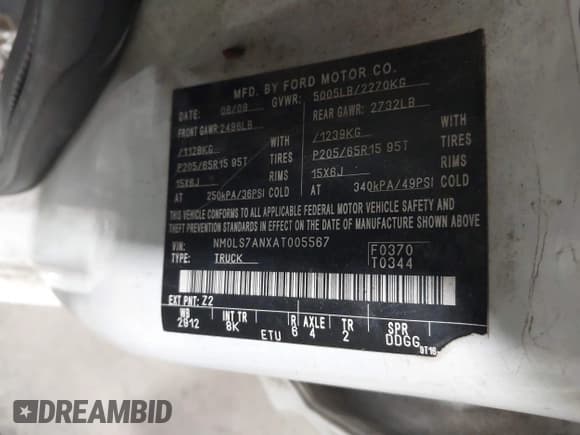 MFD. BY FORD MOTOR CO.
DATE: 08/09 GVWR: 5005LB/2270KG
FRONT GAWR: 2498LB REAR GAWR: 2732LB
/1128KG WITH /1239KG WITH
P205/65R15 95T TIRES P205/65R15 95T TIRES
15X6J RIMS 15X6J RIMS
AT 250kPA/36PSI COLD AT 340kPA/49PSI COLD
THIS VEHICLE CONFORMS TO ALL APPLICABLE FEDERAL MOTOR VEHICLE SAFETY AND THEFT PREVENTION
STANDARDS IN EFFECT ON THE DATE OF MANUFACTURE SHOWN ABOVE.
VIN: NM0LS7ANXAT005567 F0370
TYPE: TRUCK T0344
EXT PNT: Z2
WB INT TR R AXLE TR SPR
2912 8K ETU 6 4 2 DDGG
9T16
DREAMBID